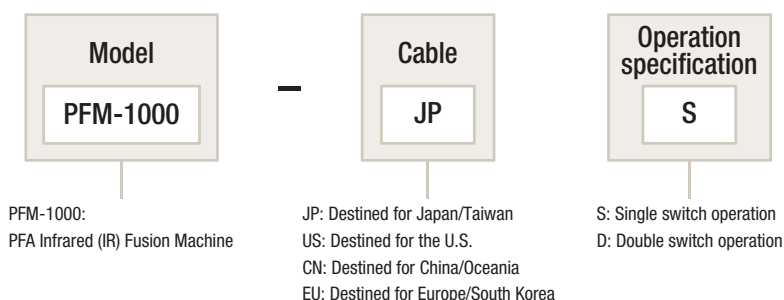 Model
PFM-1000
–
Cable
JP
Operation
specification
S
PFM-1000:
PFA Infrared (IR) Fusion Machine
JP: Destined for Japan/Taiwan
US: Destined for the U.S.
CN: Destined for China/Oceania
EU: Destined for Europe/South Korea
S: Single switch operation
D: Double switch operation